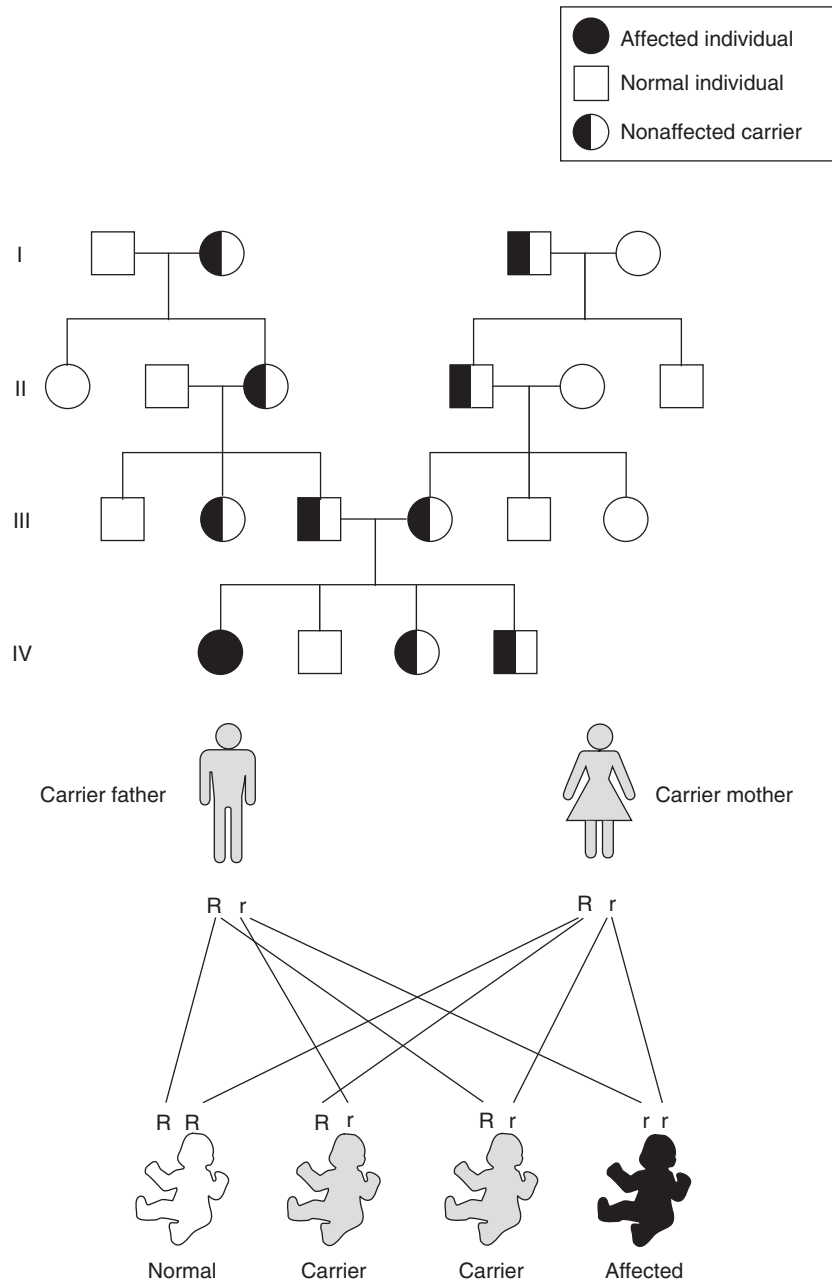 Affected individual
Normal individual
Nonaffected carrier
I
II
III
IV
Carrier father
Carrier mother
R r
R r
R R
R r
R r
r r
Normal
Carrier
Carrier
Affected